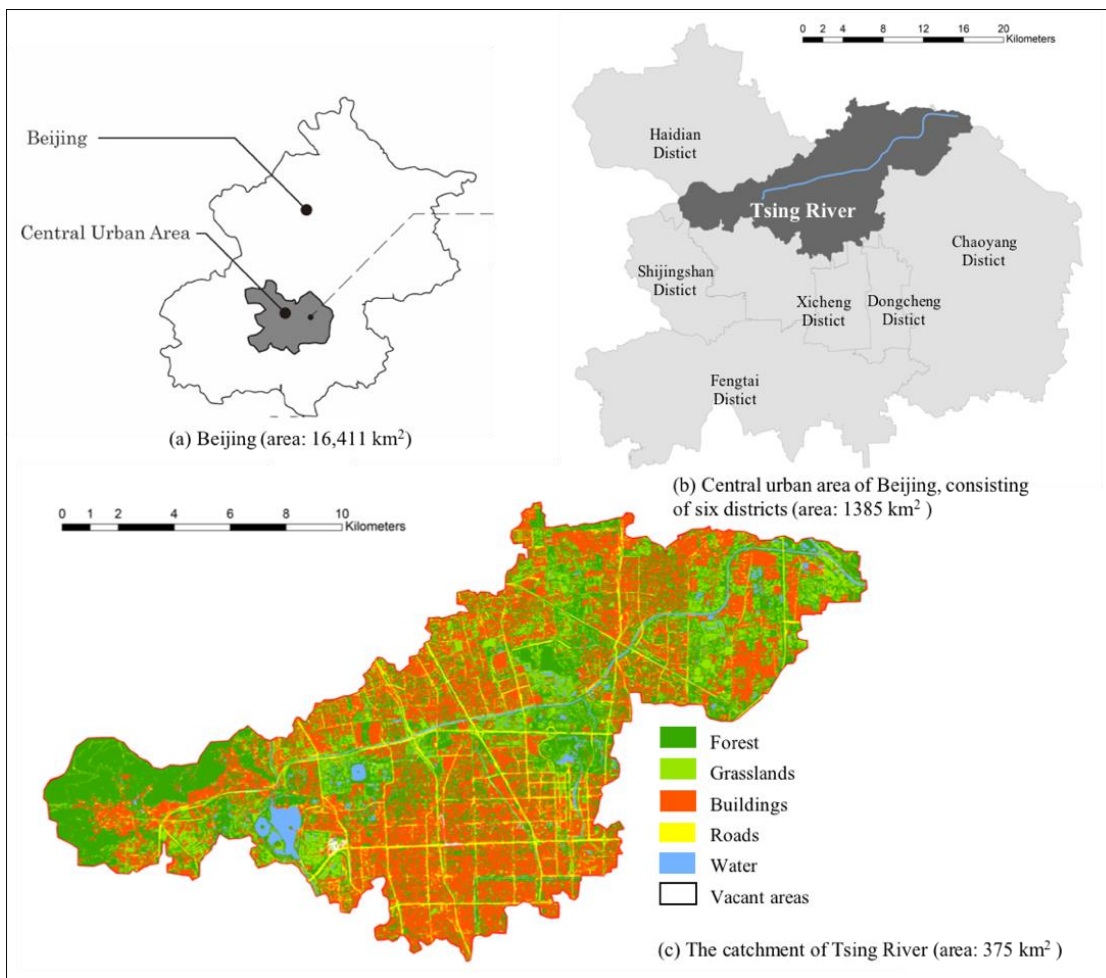 Beijing
Central Urban Area
(a) Beijing (area: 16,411 km²)
0 2 4 8 12 16 20
Kilometers
Haidian
Distict
Tsing River
Chaoyang
Distict
Shijingshan
Distict
Xicheng
Distict
Dongcheng
Distict
Fengtai
Distict
(b) Central urban area of Beijing, consisting
of six districts (area: 1385 km² )
0 1 2 4 6 8 10
Kilometers
Forest
Grasslands
Buildings
Roads
Water
Vacant areas
(c) The catchment of Tsing River (area: 375 km² )